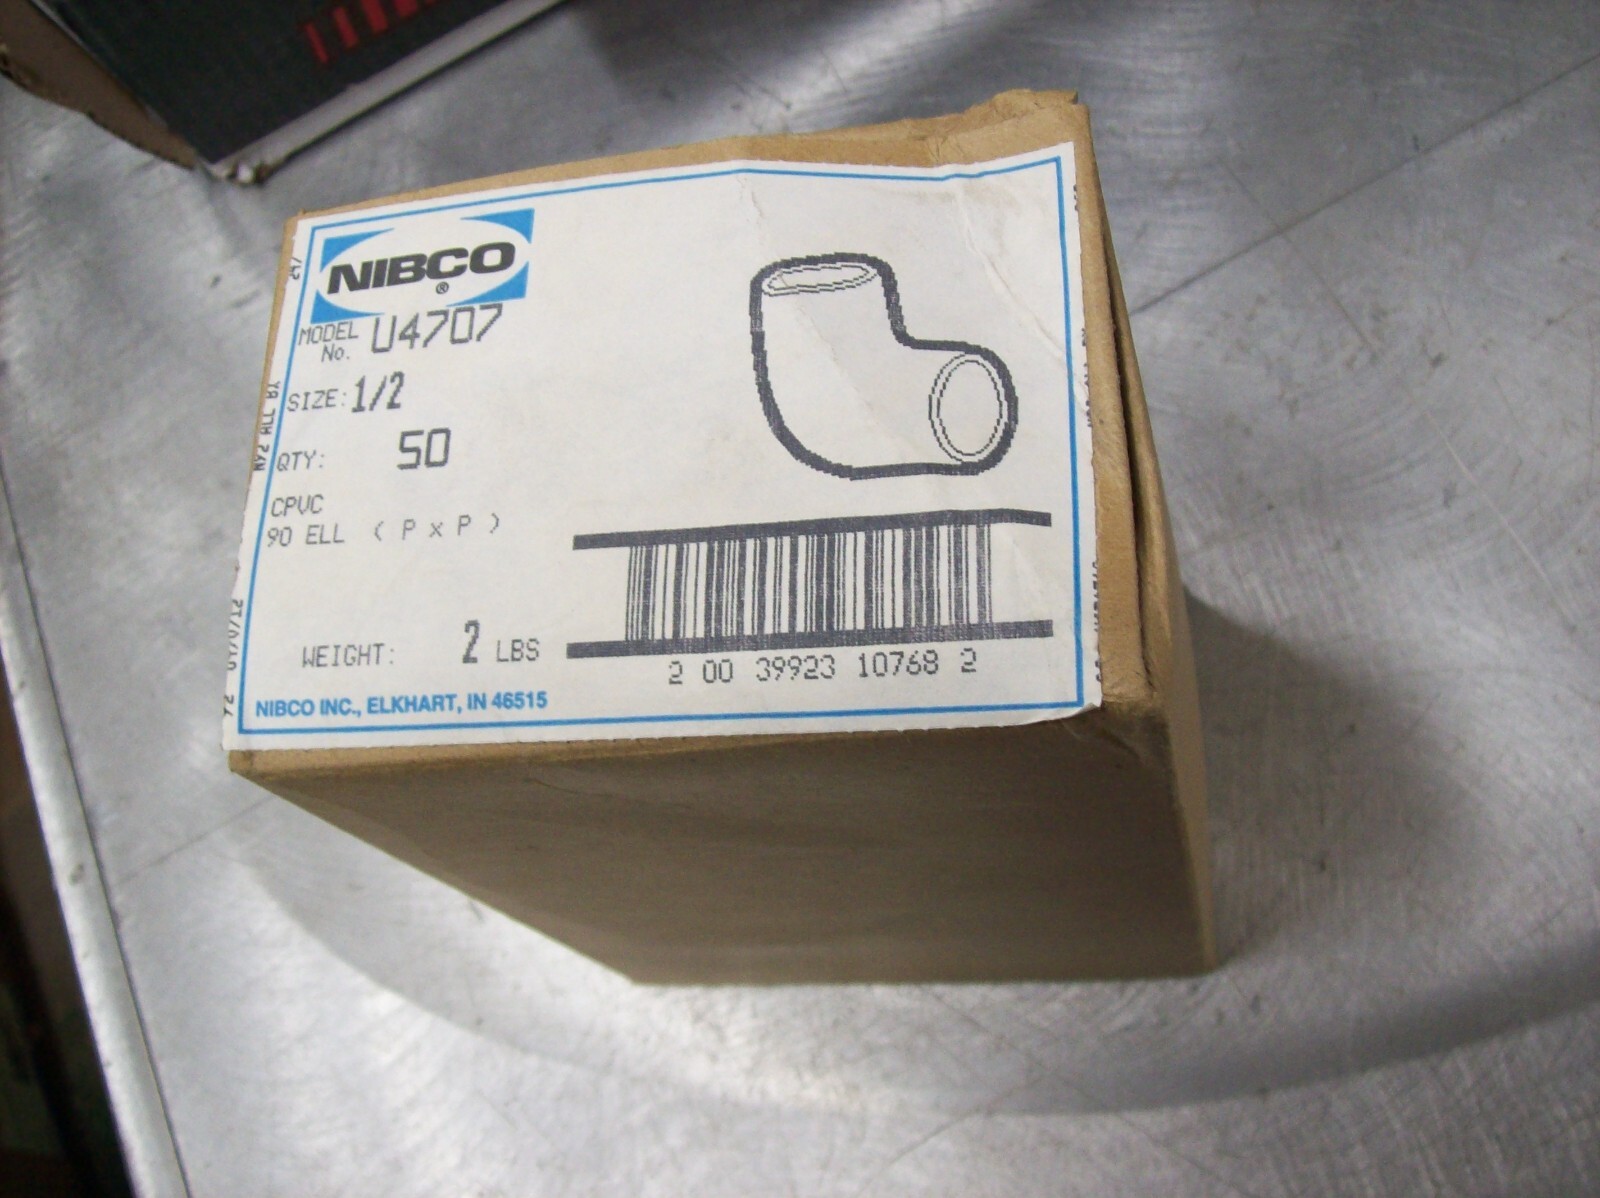 NIBCO
®
MODEL No. U4707
SIZE: 1/2
QTY: 50
CPVC
90 ELL ( P x P )
WEIGHT: 2 LBS
2 00 39923 10768 2
NIBCO INC., ELKHART, IN 46515